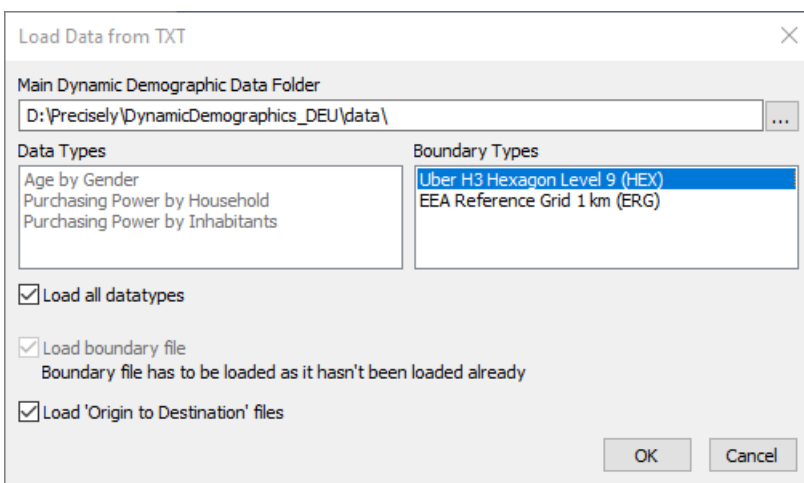 Load Data from TXT
Main Dynamic Demographic Data Folder
D:\Precisely\DynamicDemographics_DEU\data\
...
Data Types
Age by Gender
Purchasing Power by Household
Purchasing Power by Inhabitants
Boundary Types
Uber H3 Hexagon Level 9 (HEX)
EEA Reference Grid 1 km (ERG)
Load all datatypes
Load boundary file
Boundary file has to be loaded as it hasn't been loaded already
Load 'Origin to Destination' files
OK
Cancel